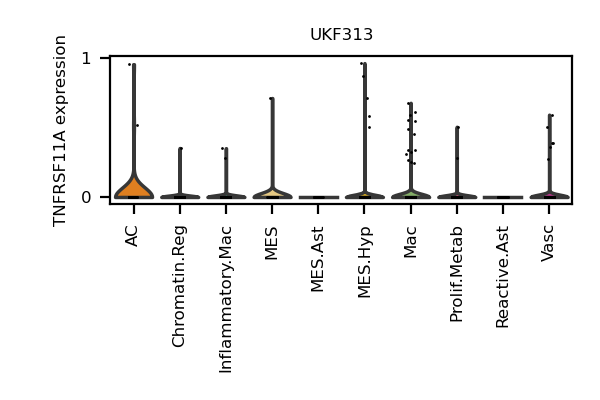 UKF313
TNFRSF11A expression
1
0
AC
Chromatin.Reg
Inflammatory.Mac
MES
MES.Ast
MES.Hyp
Mac
Prolif.Metab
Reactive.Ast
Vasc